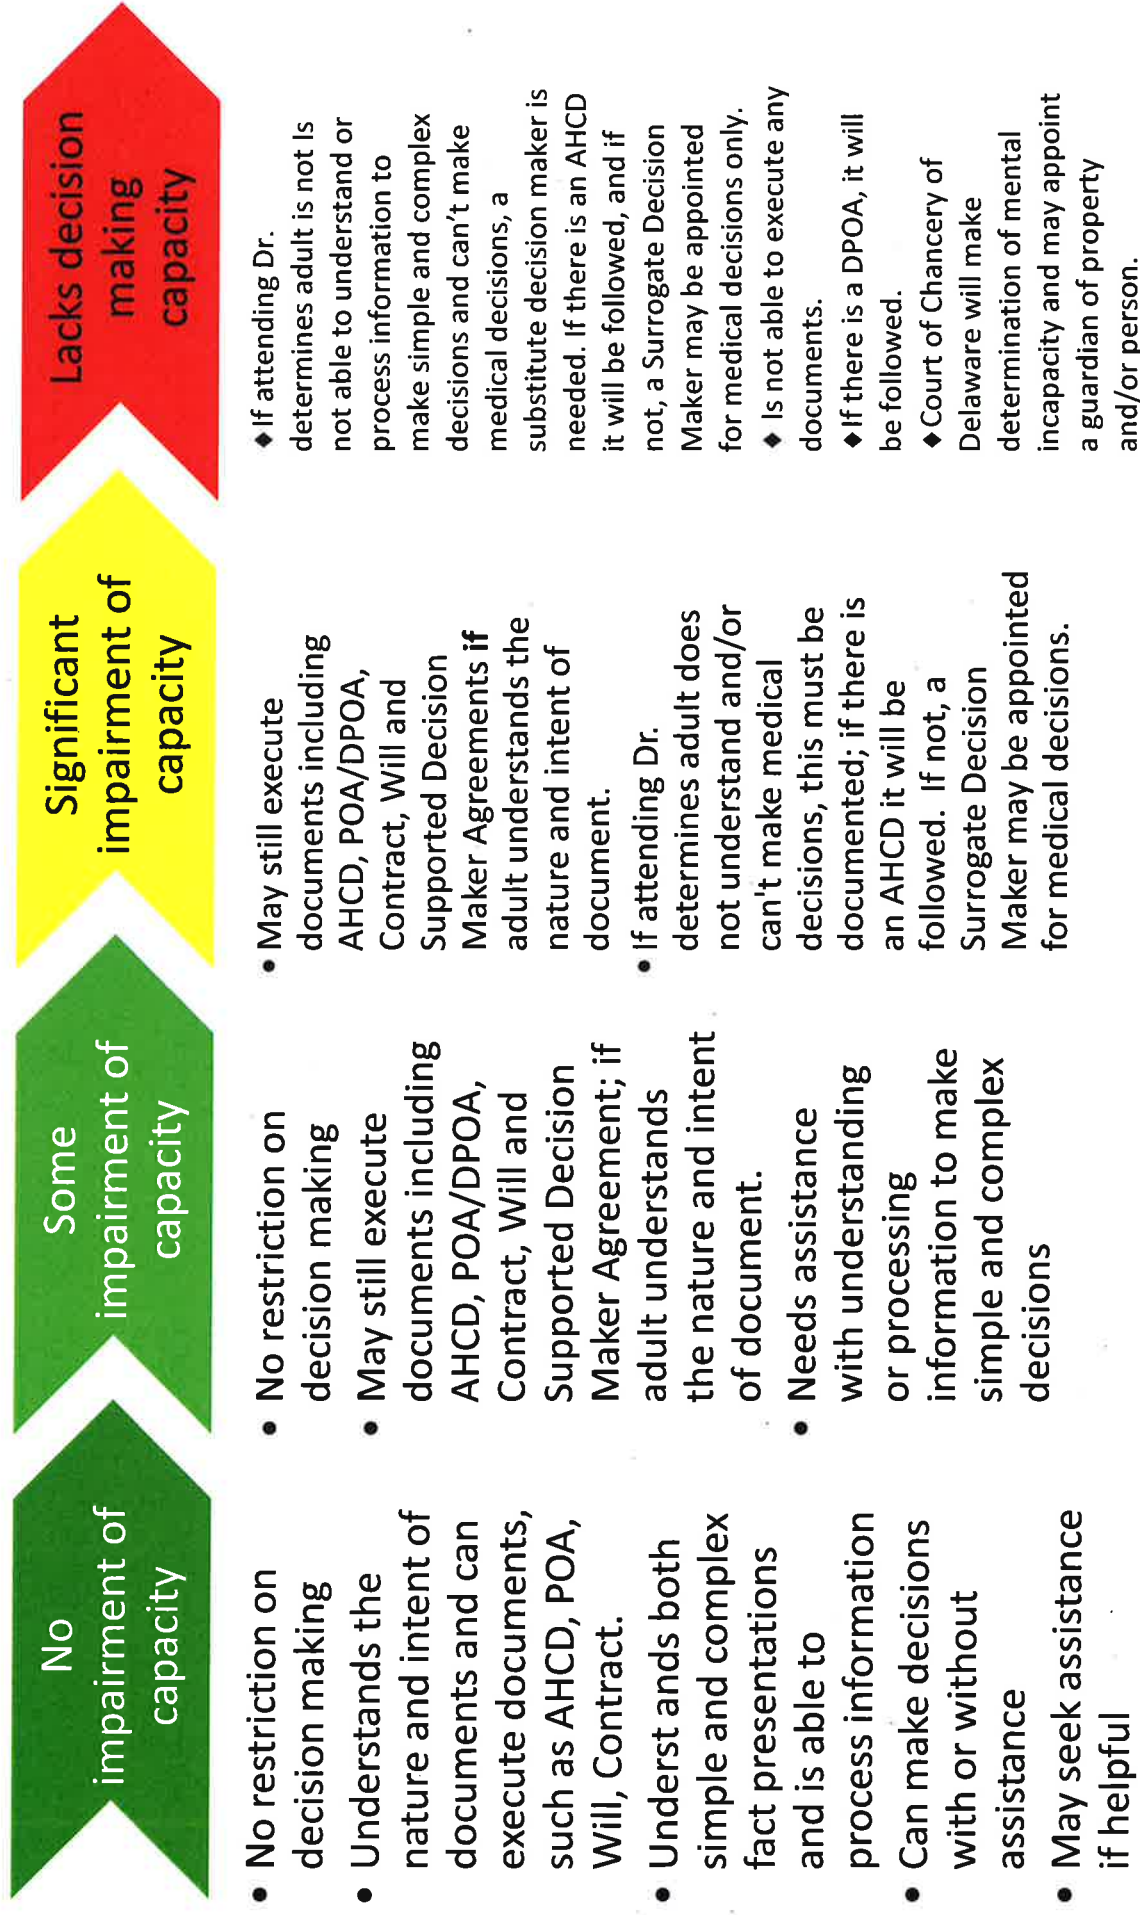 No
impairment of
capacity
• No restriction on
decision making
• Understands the
nature and intent of
documents and can
execute documents,
such as AHCD, POA,
Will, Contract.
• Underst ands both
simple and complex
fact presentations
and is able to
process information
• Can make decisions
with or without
assistance
• May seek assistance
if helpful
Some
impairment of
capacity
• No restriction on
decision making
• May still execute
documents including
AHCD, POA/DPOA,
Contract, Will and
Supported Decision
Maker Agreement; if
adult understands
the nature and intent
of document.
• Needs assistance
with understanding
or processing
information to make
simple and complex
decisions
Significant
impairment of
capacity
• May still execute
documents including
AHCD, POA/DPOA,
Contract, Will and
Supported Decision
Maker Agreements if
adult understands the
nature and intent of
document.
• If attending Dr.
determines adult does
not understand and/or
can't make medical
decisions, this must be
documented; if there is
an AHCD it will be
followed. If not, a
Surrogate Decision
Maker may be appointed
for medical decisions.
Lacks decision
making
capacity
◆ If attending Dr.
determines adult is not Is
not able to understand or
process information to
make simple and complex
decisions and can't make
medical decisions, a
substitute decision maker is
needed. If there is an AHCD
it will be followed, and if
not, a Surrogate Decision
Maker may be appointed
for medical decisions only.
◆ Is not able to execute any
documents.
◆ If there is a DPOA, it will
be followed.
◆ Court of Chancery of
Delaware will make
determination of mental
incapacity and may appoint
a guardian of property
and/or person.